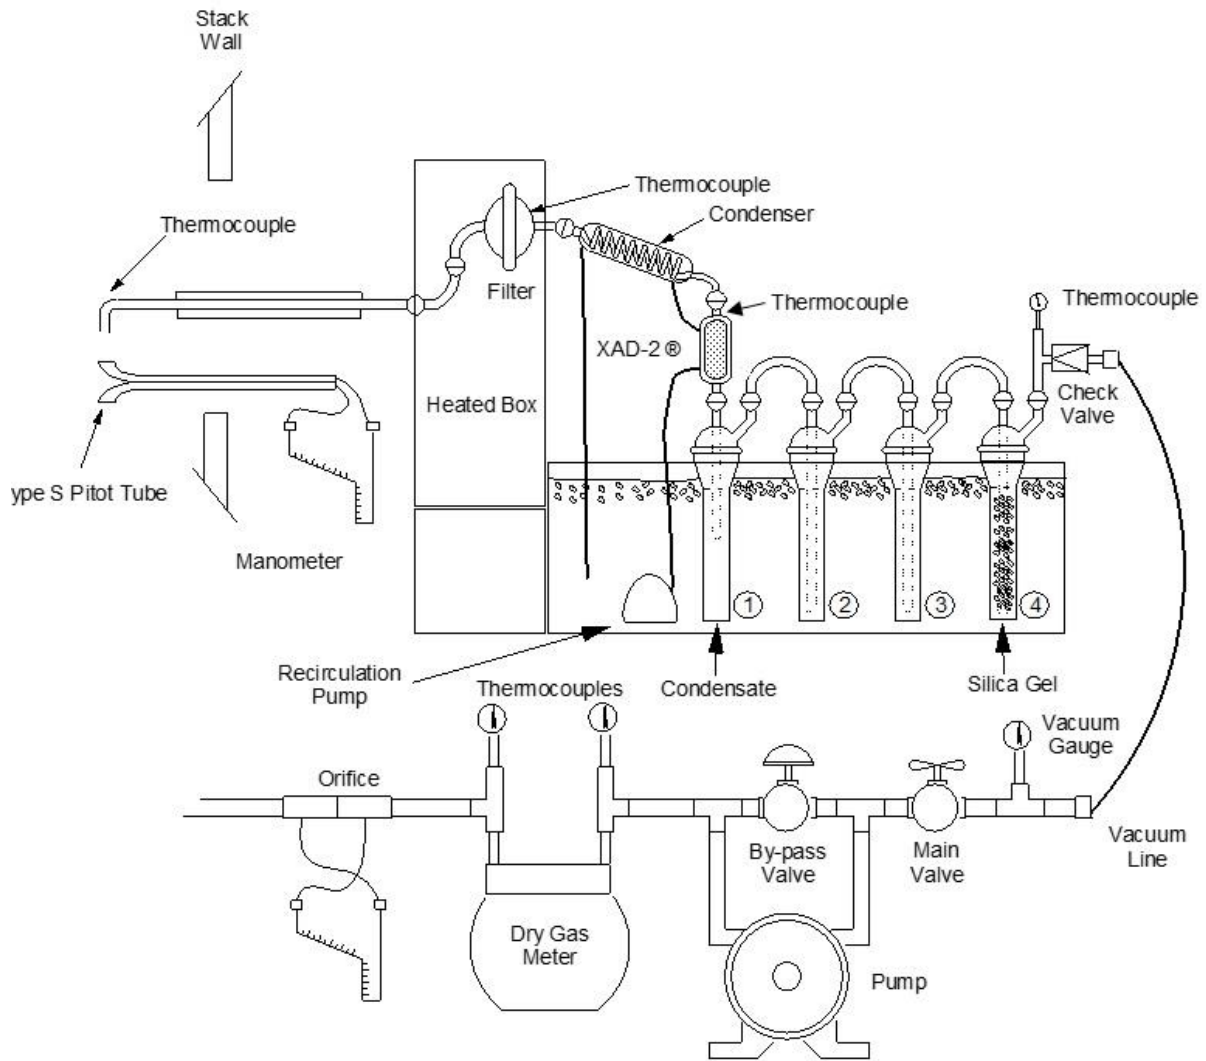 Stack
Wall
Thermocouple
Thermocouple
Condenser
Filter
Thermocouple
Thermocouple
XAD-2 ®
Heated Box
Check
Valve
ype S Pitot Tube
Manometer
1
2
3
4
Recirculation
Pump
Thermocouples
Condensate
Silica Gel
Vacuum
Gauge
Orifice
By-pass
Valve
Main
Valve
Vacuum
Line
Dry Gas
Meter
Pump